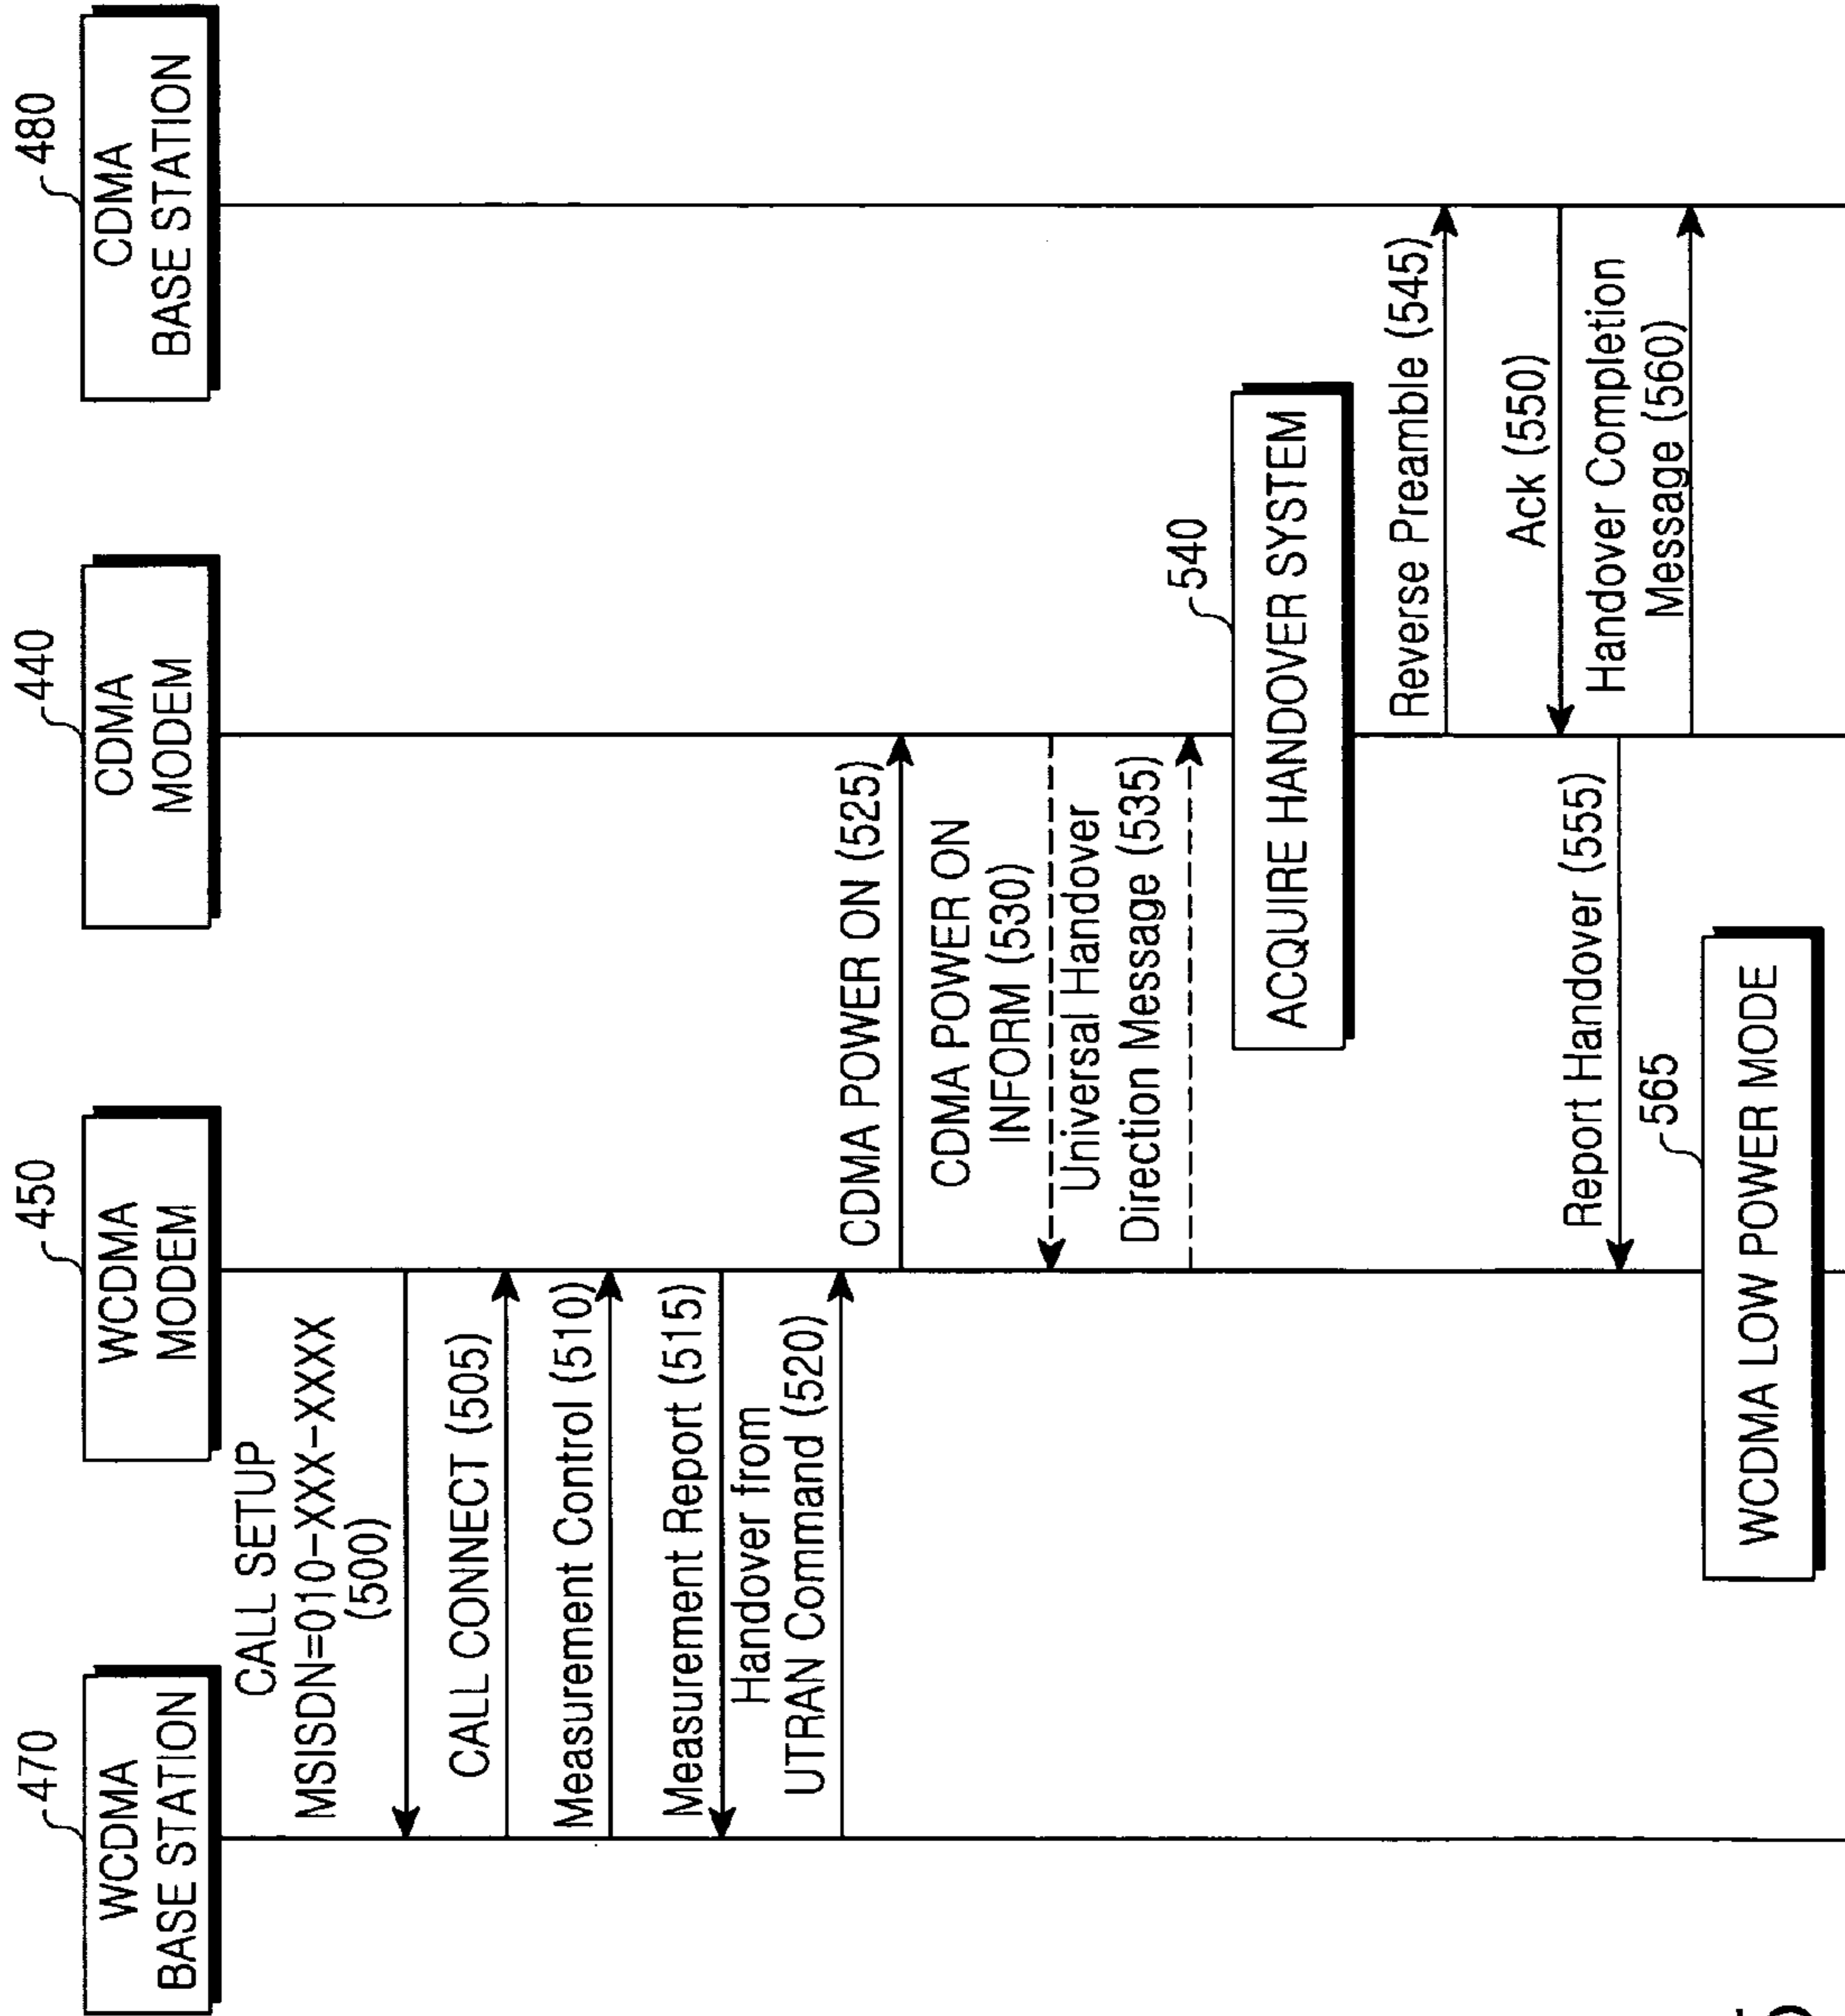 470
WCDMA
BASE STATION
450
WCDMA
MODEM
440
CDMA
MODEM
480
CDMA
BASE STATION
CALL SETUP
MSISDN=010-XXX-XXXX
(500)
CALL CONNECT (505)
Measurement Control (510)
Measurement Report (515)
Handover from
UTRAN Command (520)
CDMA POWER ON (525)
CDMA POWER ON
INFORM (530)
Universal Handover
Direction Message (535)
540
ACQUIRE HANDOVER SYSTEM
Reverse Preamble (545)
Ack (550)
Report Handover (555)
Handover Completion
Message (560)
565
WCDMA LOW POWER MODE